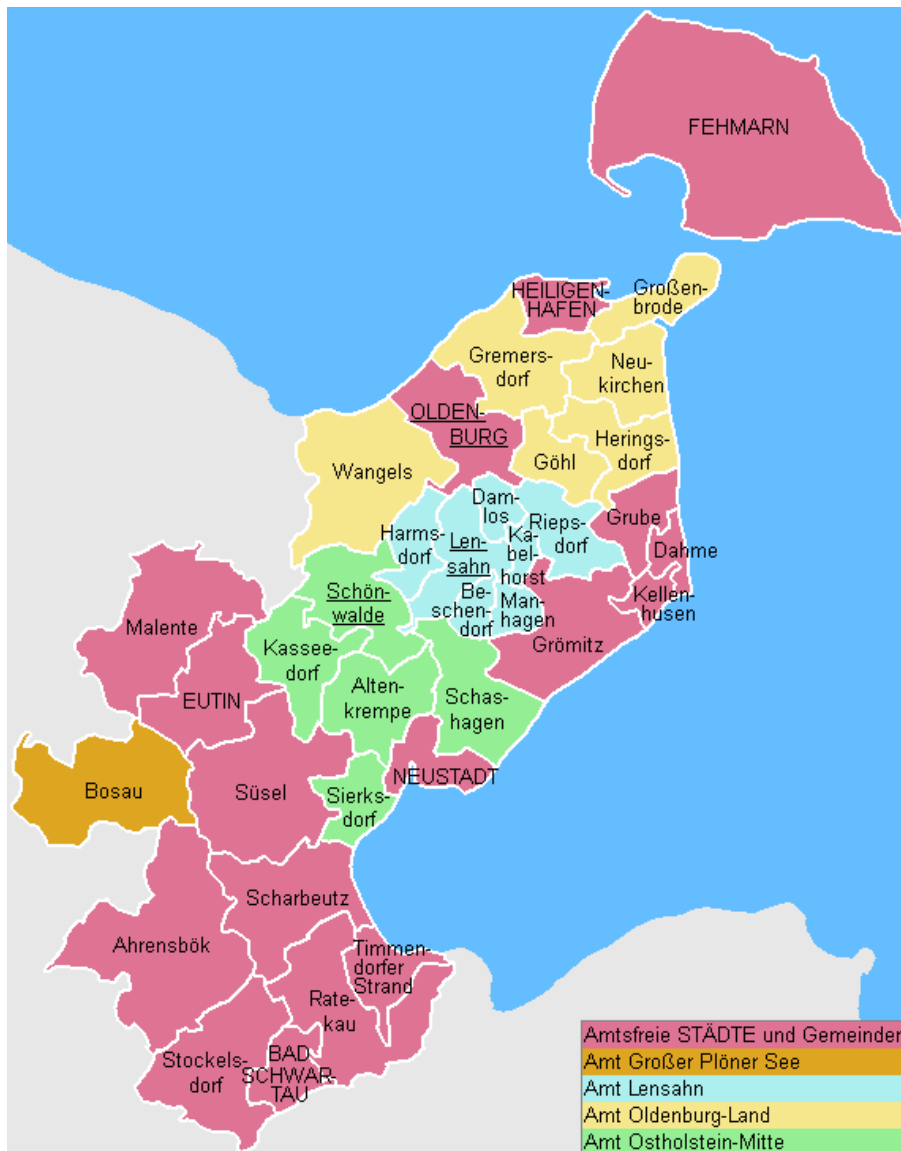 FEHMARN
HEILIGEN-
HAFEN
Großen-
brode
Gremers-
dorf
Neu-
kirchen
OLDEN-
BURG
Wangels
Göhl
Herings-
dorf
Dam-
los
Harms-
dorf
Len-
sahn
Ka-
bel-
horst
Rieps-
dorf
Grube
Dahme
Kellen-
husen
Be-
schen-
dorf
Man-
hagen
Grömitz
Schön-
walde
Malente
Kassee-
dorf
EUTIN
Alten-
krempe
Schas-
hagen
NEUSTADT
Bosau
Süsel
Sierks-
dorf
Scharbeutz
Ahrensbök
Timmen-
dorfer
Strand
Rate-
kau
Stockels-
dorf
BAD
SCHWAR-
TAU
Amtsfreie STÄDTE und Gemeinden
Amt Großer Plöner See
Amt Lensahn
Amt Oldenburg-Land
Amt Ostholstein-Mitte